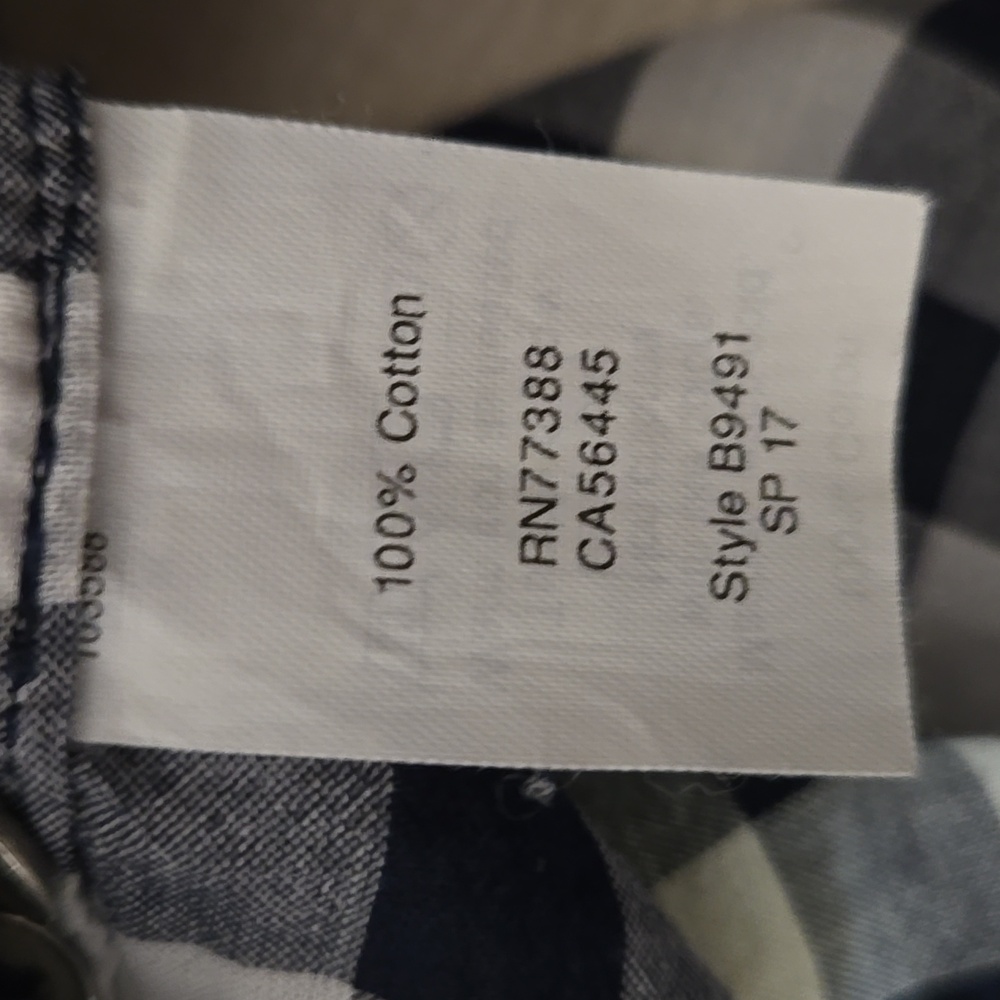 100% Cotton
RN77388
CA56445
Style B9491
SP 17